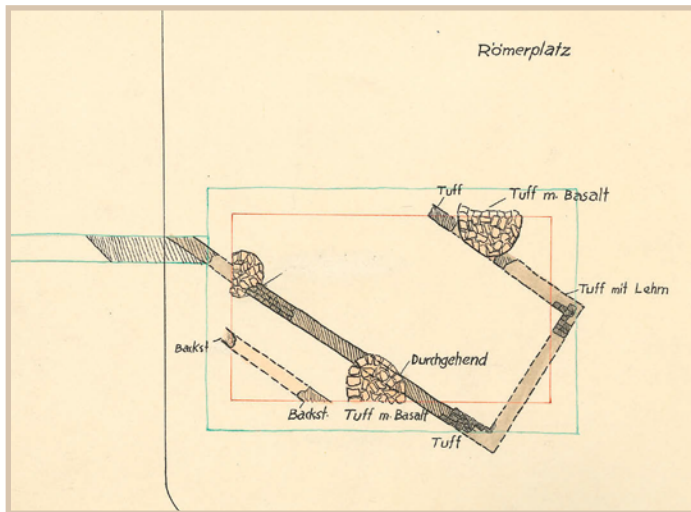 Römerplatz
Tuff
Tuff m. Basalt
Tuff mit Lehm
Backst.
Durchgehend
Backst.
Tuff m. Basalt
Tuff